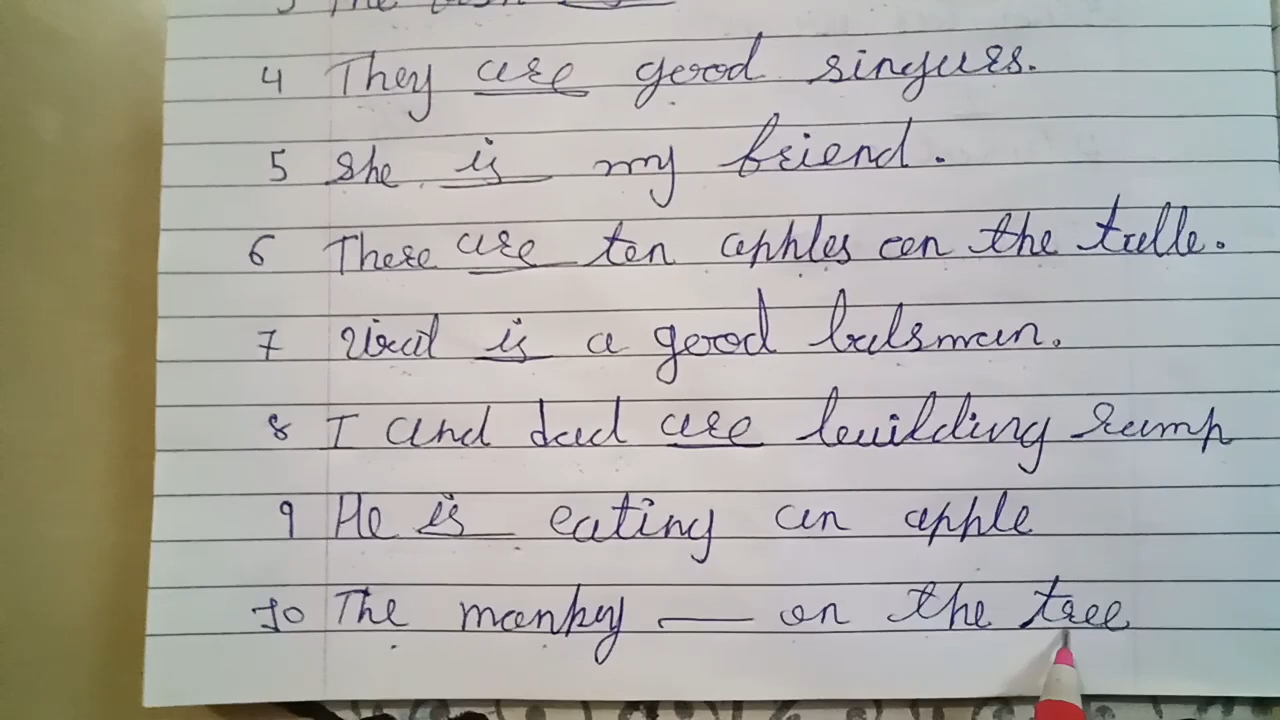 3 The
4 They are good singers.
5 She is my friend.
6 There are ten apples on the table.
7 Virat is a good batsman.
8 I and dad are building ramp
9 He is eating an apple
10 The monkey — on the tree